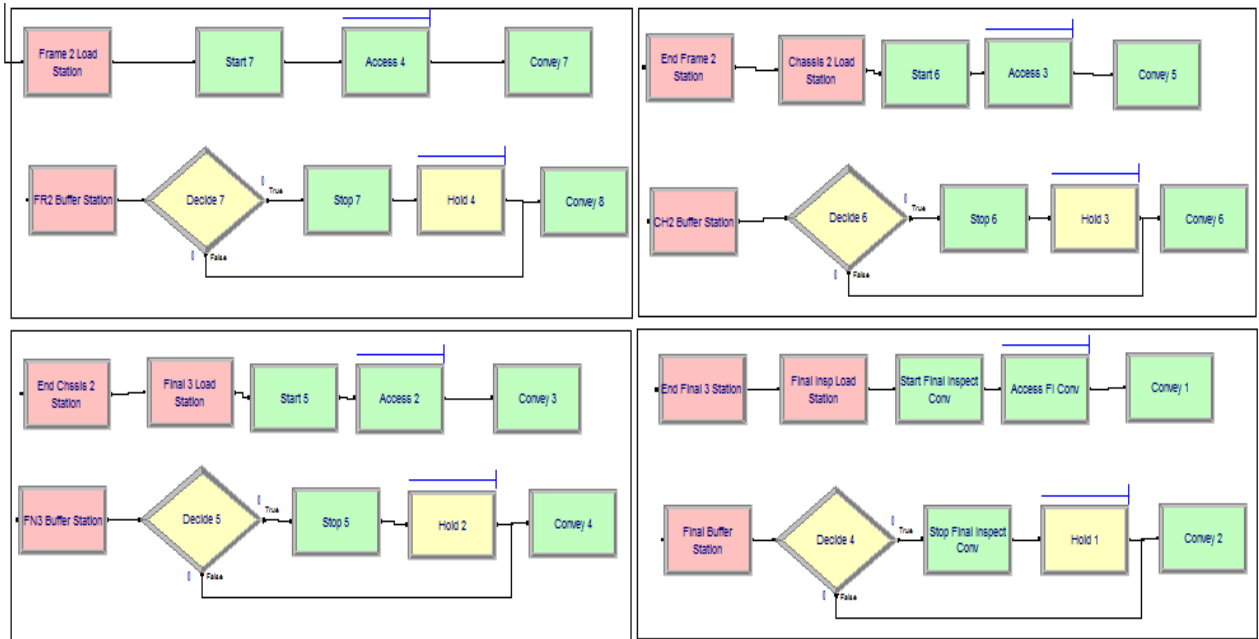 Frame 2 Load
Station
Start 7
Access 4
Convey 7
FR2 Buffer Station
Decide 7
True
False
Stop 7
Hold 4
Convey 8
End Frame 2
Station
Chassis 2 Load
Station
Start 6
Access 3
Convey 5
CH2 Buffer Station
Decide 6
True
False
Stop 6
Hold 3
Convey 6
End Chssis 2
Station
Final 3 Load
Station
Start 5
Access 2
Convey 3
FN3 Buffer Station
Decide 5
True
False
Stop 5
Hold 2
Convey 4
End Final 3 Station
Final Insp Load
Station
Start Final Inspect
Conv
Access FI Conv
Convey 1
Final Buffer
Station
Decide 4
True
False
Stop Final Inspect
Conv
Hold 1
Convey 2